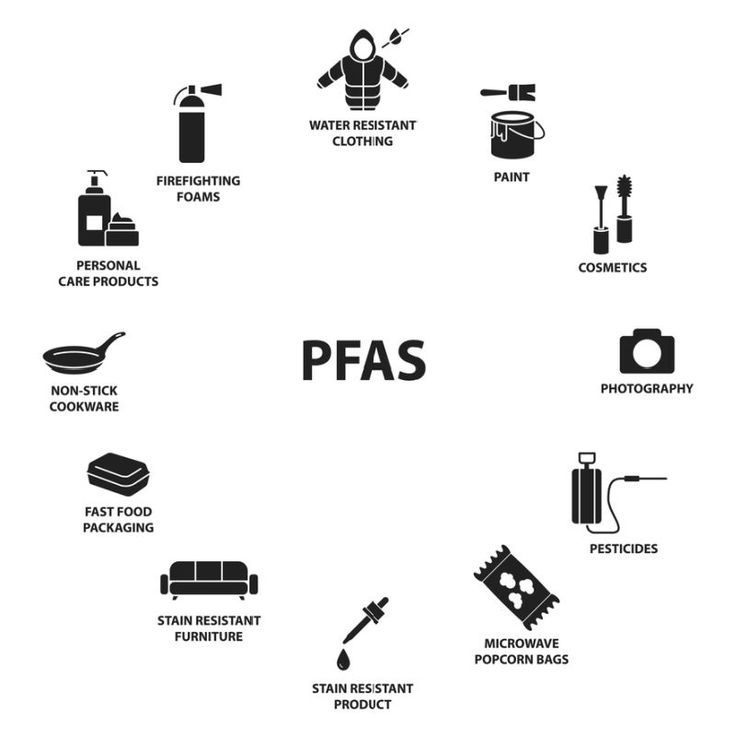 WATER RESISTANT
CLOTHING
PAINT
COSMETICS
PHOTOGRAPHY
PESTICIDES
MICROWAVE
POPCORN BAGS
STAIN RESISTANT
PRODUCT
STAIN RESISTANT
FURNITURE
FAST FOOD
PACKAGING
NON-STICK
COOKWARE
PERSONAL
CARE PRODUCTS
FIREFIGHTING
FOAMS
PFAS